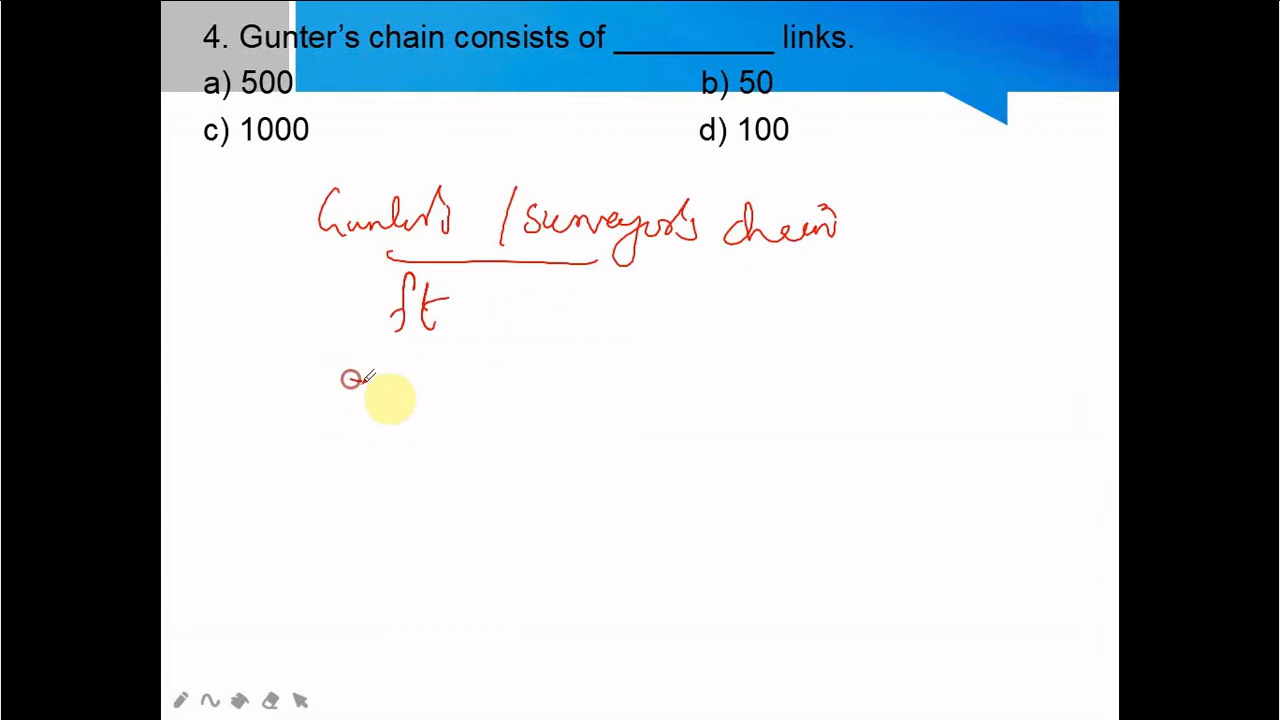 4. Gunter’s chain consists of __________ links.
a) 500 b) 50
c) 1000 d) 100
Gunter's / surveyor's chain
ft